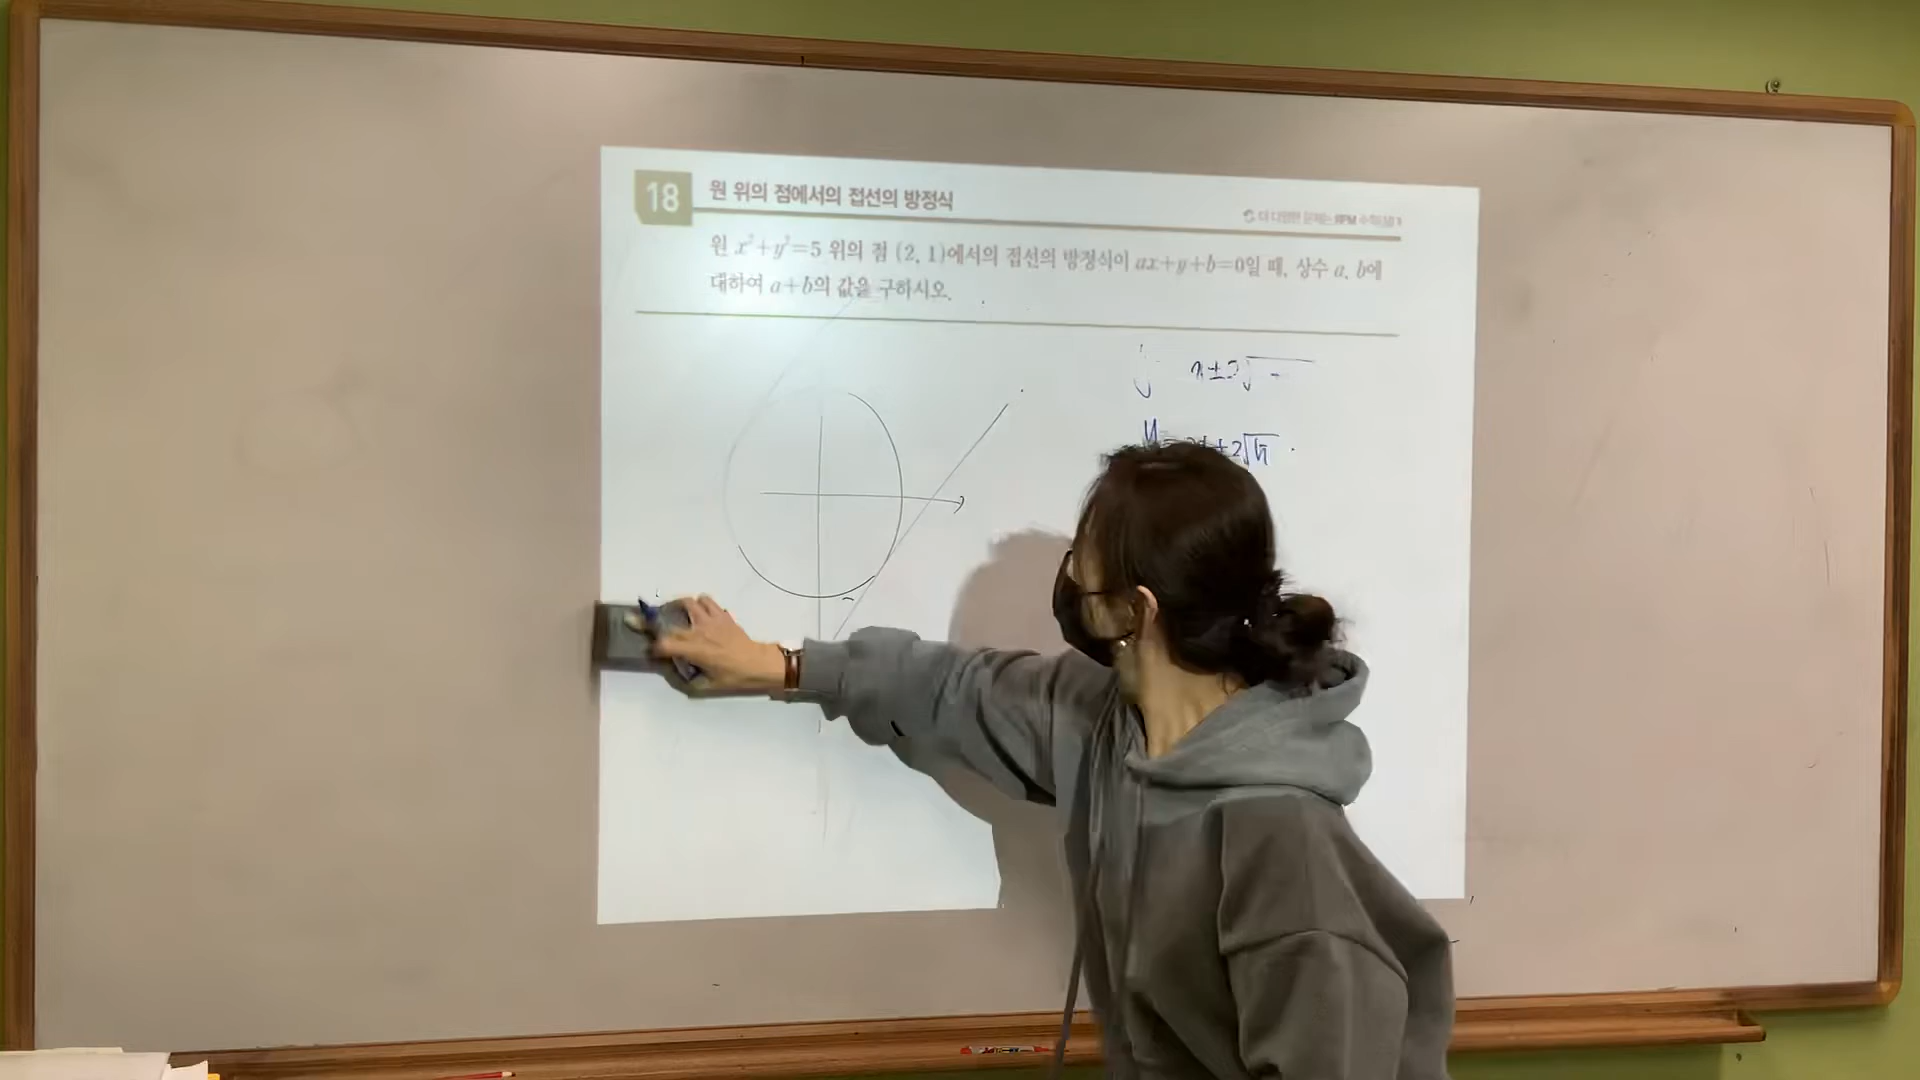 18 원 위의 점에서의 접선의 방정식
더 다양한 문제는 RPM 수학(상)
원 x²+y²=5 위의 점 (2, 1)에서의 접선의 방정식이 ax+y+b=0일 때, 상수 a, b에
대하여 a+b의 값을 구하시오.
±2√
±2√17